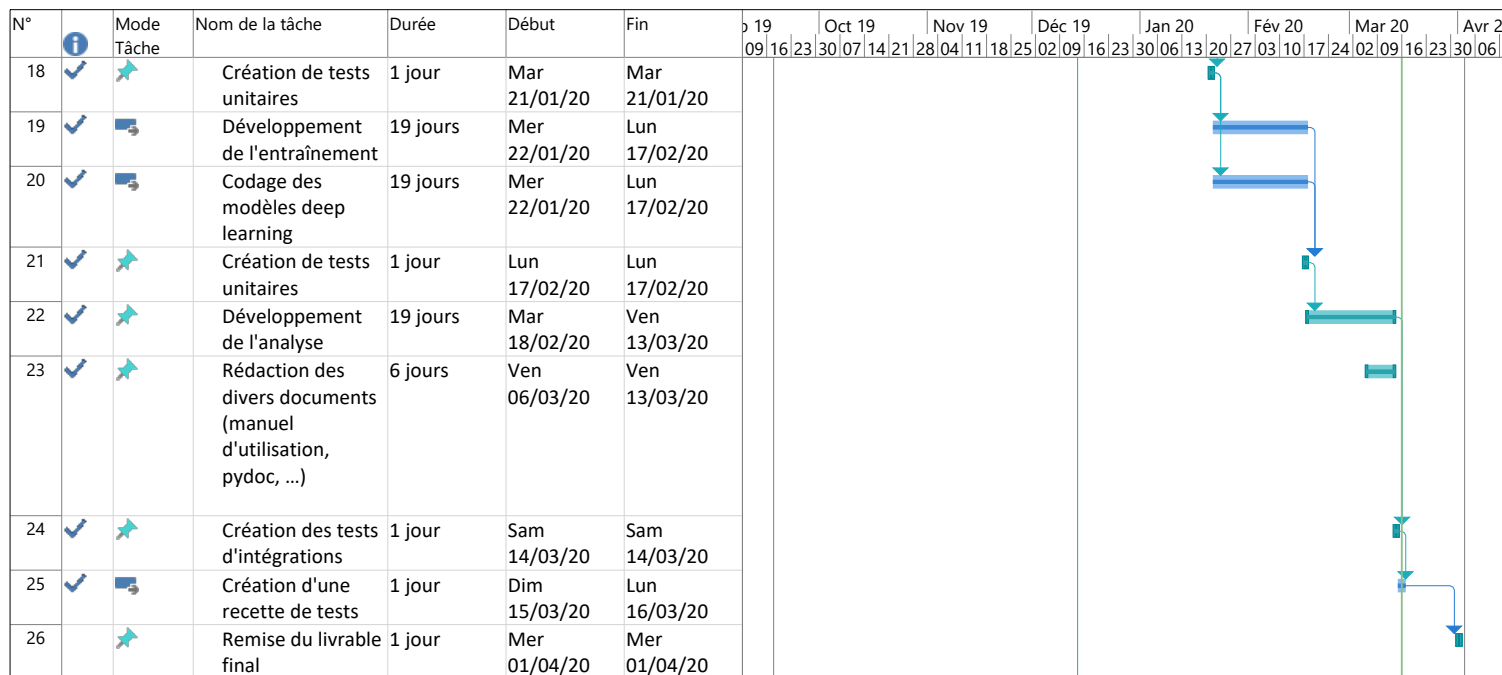 N° Mode Tâche Nom de la tâche Durée Début Fin
19 Oct 19 Nov 19 Déc 19 Jan 20 Fév 20 Mar 20 Avr 2
09 16 23 30 07 14 21 28 04 11 18 25 02 09 16 23 30 06 13 20 27 03 10 17 24 02 09 16 23 30 06
18 Création de tests 1 jour Mar Mar
unitaires 21/01/20 21/01/20
19 Développement 19 jours Mer Lun
de l'entraînement 22/01/20 17/02/20
20 Codage des 19 jours Mer Lun
modèles deep 22/01/20 17/02/20
learning
21 Création de tests 1 jour Lun Lun
unitaires 17/02/20 17/02/20
22 Développement 19 jours Mar Ven
de l'analyse 18/02/20 13/03/20
23 Rédaction des 6 jours Ven Ven
divers documents 06/03/20 13/03/20
(manuel
d'utilisation,
pydoc, ...)
24 Création des tests 1 jour Sam Sam
d'intégrations 14/03/20 14/03/20
25 Création d'une 1 jour Dim Lun
recette de tests 15/03/20 16/03/20
26 Remise du livrable 1 jour Mer Mer
final 01/04/20 01/04/20